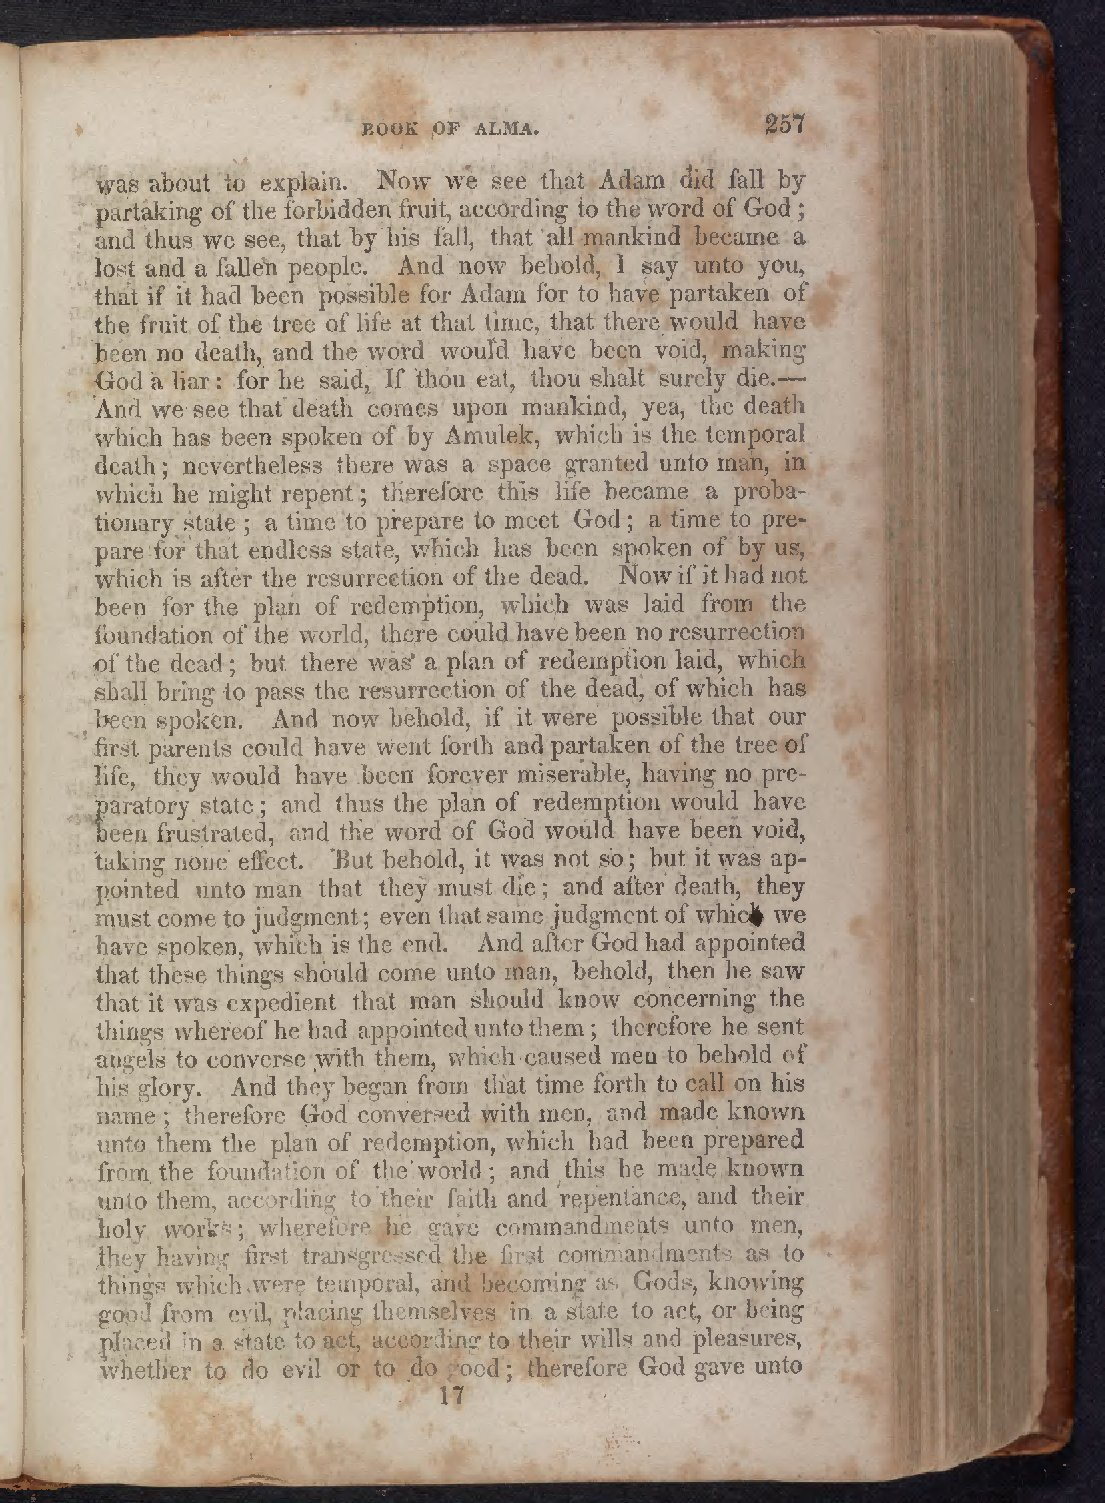 BOOK OF ALMA. 257
was about to explain. Now we see that Adam did fall by
partaking of the forbidden fruit, according to the word of God;
and thus we see, that by his fall, that all mankind became a
lost and a fallen people. And now behold, I say unto you,
that if it had been possible for Adam for to have partaken of
the fruit of the tree of life at that time, that there would have
been no death, and the word would have been void, making
God a liar: for he said, If thou eat, thou shalt surely die.—
And we see that death comes upon mankind, yea, the death
which has been spoken of by Amulek, which is the temporal
death; nevertheless there was a space granted unto man, in
which he might repent; therefore this life became a proba-
tionary state; a time to prepare to meet God; a time to pre-
pare for that endless state, which has been spoken of by us,
which is after the resurrection of the dead. Now if it had not
been for the plan of redemption, which was laid from the
foundation of the world, there could have been no resurrection
of the dead; but there was a plan of redemption laid, which
shall bring to pass the resurrection of the dead, of which has
been spoken. And now behold, if it were possible that our
first parents could have went forth and partaken of the tree of
life, they would have been forever miserable, having no pre-
paratory state; and thus the plan of redemption would have
been frustrated, and the word of God would have been void,
taking none effect. But behold, it was not so; but it was ap-
pointed unto man that they must die; and after death, they
must come to judgment; even that same judgment of which we
have spoken, which is the end. And after God had appointed
that these things should come unto man, behold, then he saw
that it was expedient that man should know concerning the
things whereof he had appointed unto them; therefore he sent
angels to converse with them, which caused men to behold of
his glory. And they began from that time forth to call on his
name; therefore God conversed with men, and made known
unto them the plan of redemption, which had been prepared
from the foundation of the world; and this he made known
unto them, according to their faith and repentance, and their
holy works; wherefore he gave commandments unto men,
they having first transgressed the first commandments as to
things which were temporal, and becoming as Gods, knowing
good from evil, placing themselves in a state to act, or being
placed in a state to act, according to their wills and pleasures,
whether to do evil or to do good; therefore God gave unto
17